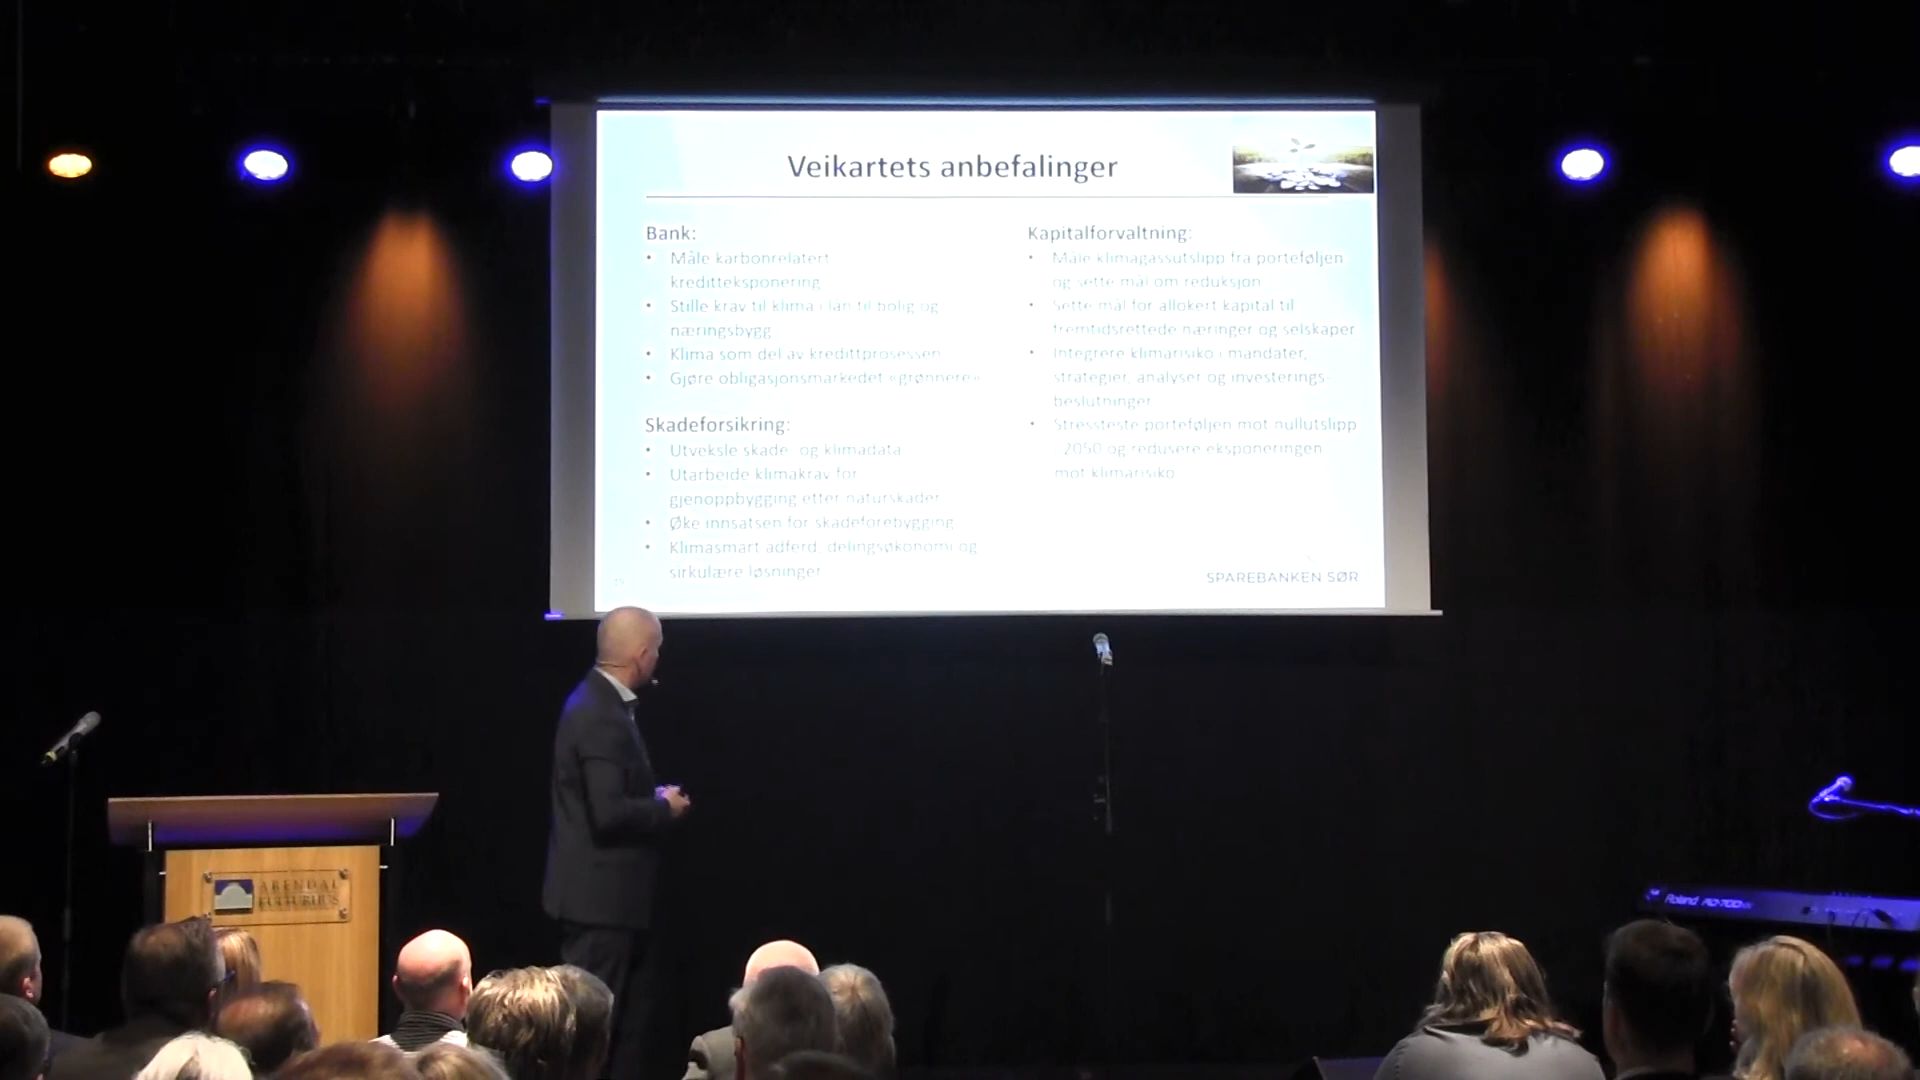 Veikartets anbefalinger
Bank:
• Måle karbonrelatert
kreditteksponering
• Stille krav til klima i lån til bolig og
næringsbygg
• Klima som del av kredittprosessen
• Gjøre obligasjonsmarkedet «grønnere»
Skadeforsikring:
• Utveksle skade- og klimadata
• Utarbeide klimakrav for
gjenoppbygging etter naturskader
• Øke innsatsen for skadeforebygging
• Klimasmart adferd, delingsøkonomi og
sirkulære løsninger
Kapitalforvaltning:
• Måle klimagassutslipp fra porteføljen
og sette mål om reduksjon
• Sette mål for allokert kapital til
fremtidsrettede næringer og selskaper
• Integrere klimarisiko i mandater,
strategier, analyser og investerings-
beslutninger
• Stressteste porteføljen mot nullutslipp
2050 og redusere eksponeringen
mot klimarisiko
SPAREBANKEN SØR
ARENDAL
KULTURHUS
Roland